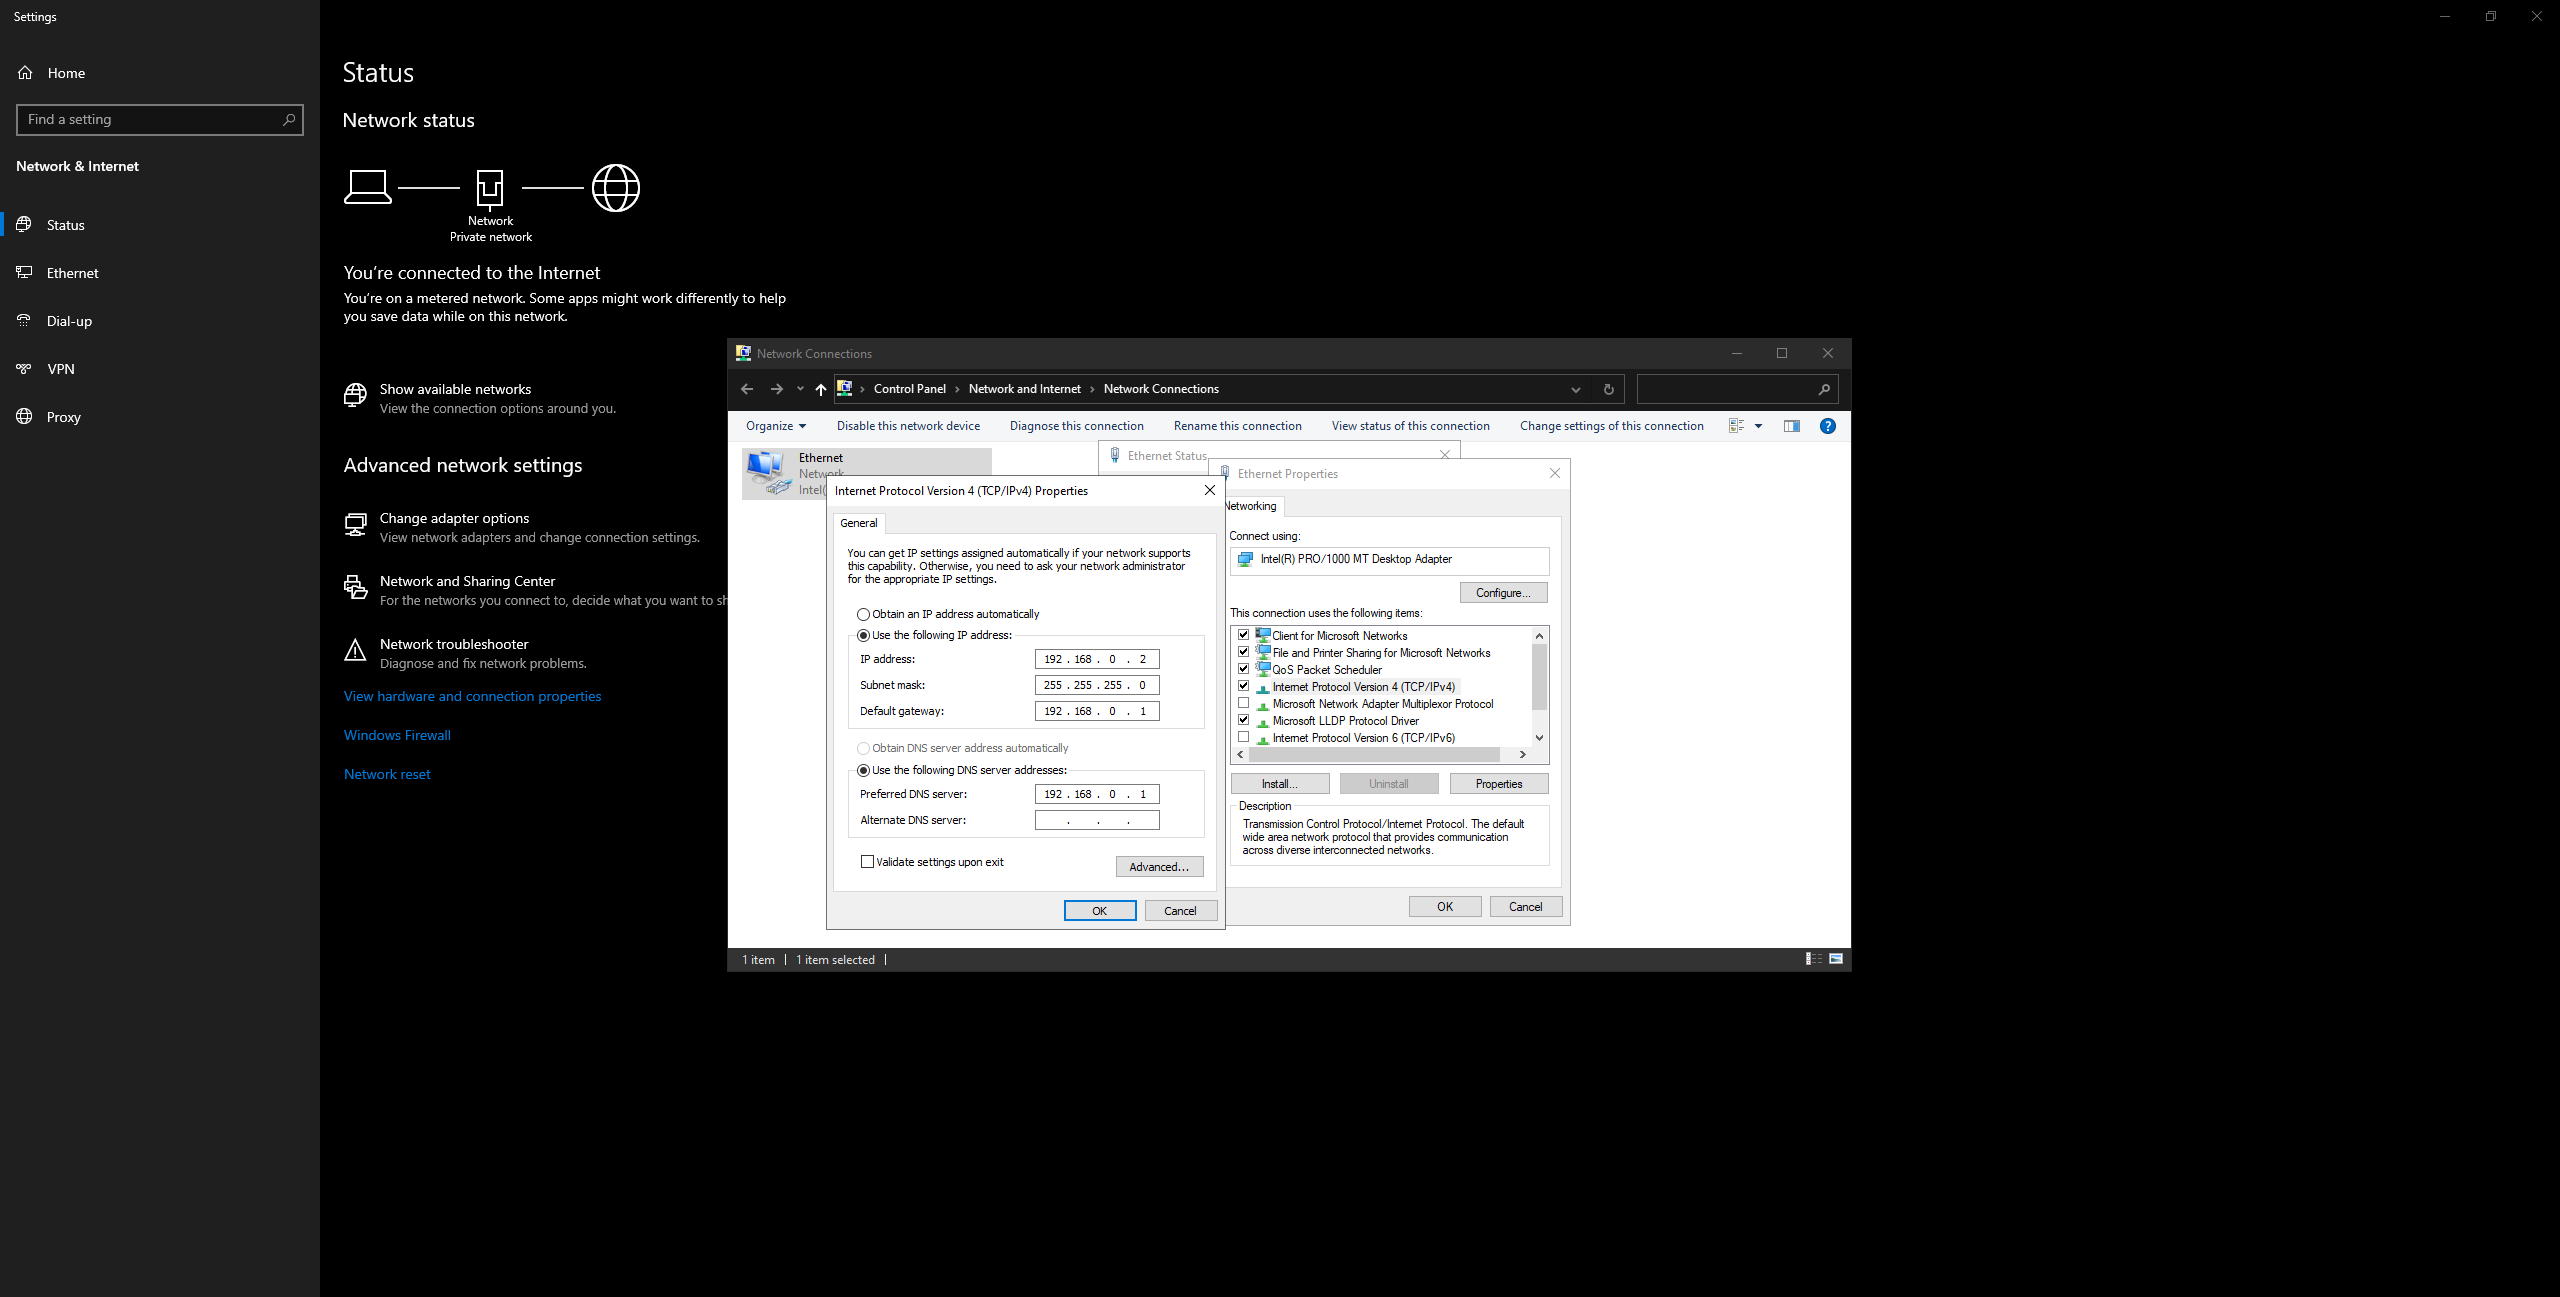 Settings
Home
Find a setting
Network & Internet
Status
Ethernet
Dial-up
VPN
Proxy
Status
Network status
Network
Private network
You're connected to the Internet
You're on a metered network. Some apps might work differently to help
you save data while on this network.
Show available networks
View the connection options around you.
Advanced network settings
Change adapter options
View network adapters and change connection settings.
Network and Sharing Center
For the networks you connect to, decide what you want to sh
Network troubleshooter
Diagnose and fix network problems.
View hardware and connection properties
Windows Firewall
Network reset
Network Connections
Control Panel > Network and Internet > Network Connections
Organize Disable this network device Diagnose this connection Rename this connection View status of this connection Change settings of this connection
Ethernet
Network
Intel(
Ethernet Status
Internet Protocol Version 4 (TCP/IPv4) Properties
General
You can get IP settings assigned automatically if your network supports
this capability. Otherwise, you need to ask your network administrator
for the appropriate IP settings.
Obtain an IP address automatically
Use the following IP address:
IP address: 192 . 168 . 0 . 2
Subnet mask: 255 . 255 . 255 . 0
Default gateway: 192 . 168 . 0 . 1
Obtain DNS server address automatically
Use the following DNS server addresses:
Preferred DNS server: 192 . 168 . 0 . 1
Alternate DNS server: . . .
Validate settings upon exit
Advanced...
OK Cancel
Ethernet Properties
Networking
Connect using:
Intel(R) PRO/1000 MT Desktop Adapter
Configure...
This connection uses the following items:
Client for Microsoft Networks
File and Printer Sharing for Microsoft Networks
QoS Packet Scheduler
Internet Protocol Version 4 (TCP/IPv4)
Microsoft Network Adapter Multiplexor Protocol
Microsoft LLDP Protocol Driver
Internet Protocol Version 6 (TCP/IPv6)
Install... Uninstall Properties
Description
Transmission Control Protocol/Internet Protocol. The default
wide area network protocol that provides communication
across diverse interconnected networks.
OK Cancel
1 item | 1 item selected |